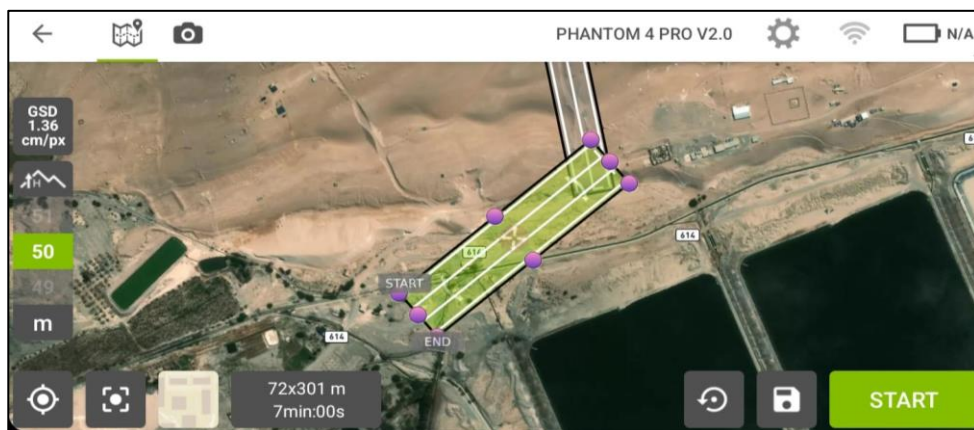 PHANTOM 4 PRO V2.0
N/A
GSD
1.36
cm/px
H
51
50
49
m
614
614
614
START
END
72x301 m
7min:00s
START